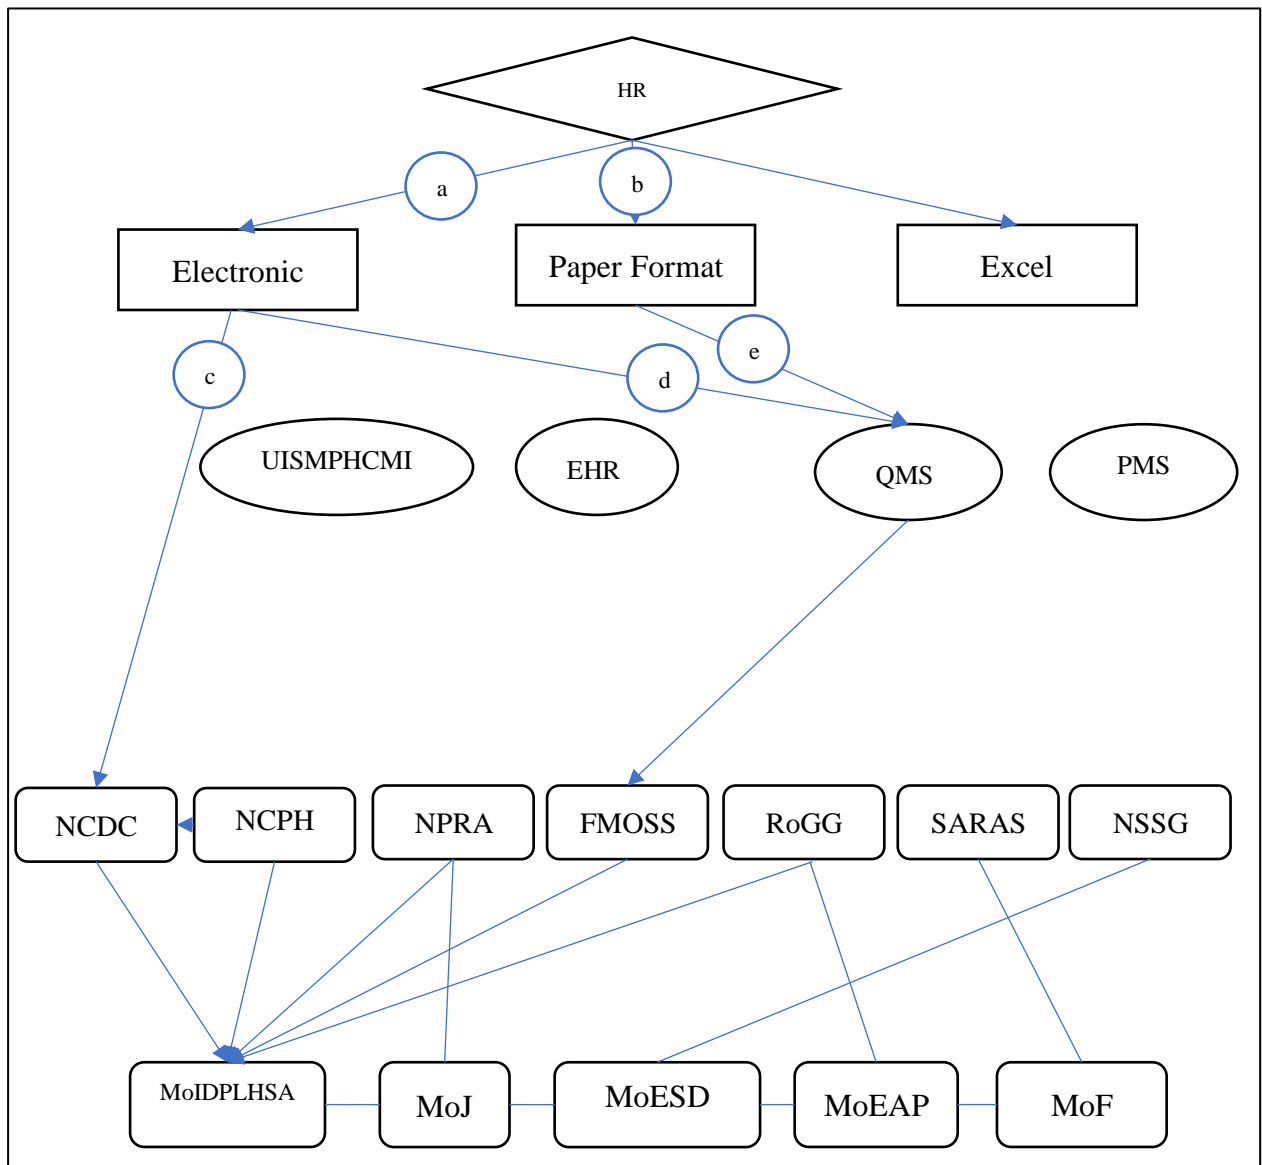 HR
a
b
Electronic
Paper Format
Excel
c
d
e
UISMPHCMI
EHR
QMS
PMS
NCDC
NCPH
NPRA
FMOSS
RoGG
SARAS
NSSG
MoIDPLHSA
MoJ
MoESD
MoEAP
MoF